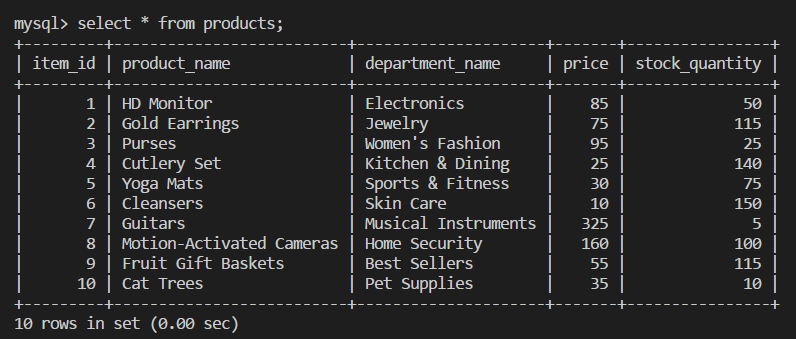 mysql> select * from products;
+---------+--------------------------+---------------------+-------+----------------+
| item_id | product_name             | department_name     | price | stock_quantity |
+---------+--------------------------+---------------------+-------+----------------+
|       1 | HD Monitor               | Electronics         |    85 |             50 |
|       2 | Gold Earrings            | Jewelry             |    75 |            115 |
|       3 | Purses                   | Women's Fashion     |    95 |             25 |
|       4 | Cutlery Set              | Kitchen & Dining    |    25 |            140 |
|       5 | Yoga Mats                | Sports & Fitness    |    30 |             75 |
|       6 | Cleansers                | Skin Care           |    10 |            150 |
|       7 | Guitars                  | Musical Instruments |   325 |              5 |
|       8 | Motion-Activated Cameras | Home Security       |   160 |            100 |
|       9 | Fruit Gift Baskets       | Best Sellers        |    55 |            115 |
|      10 | Cat Trees                | Pet Supplies        |    35 |             10 |
+---------+--------------------------+---------------------+-------+----------------+
10 rows in set (0.00 sec)